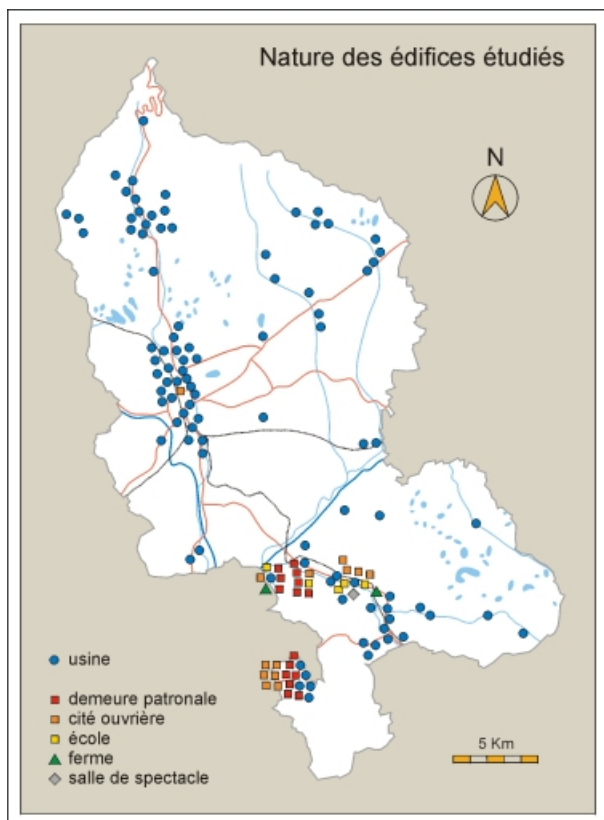 Nature des édifices étudiés
N
usine
demeure patronale
cité ouvrière
école
ferme
salle de spectacle
5 Km